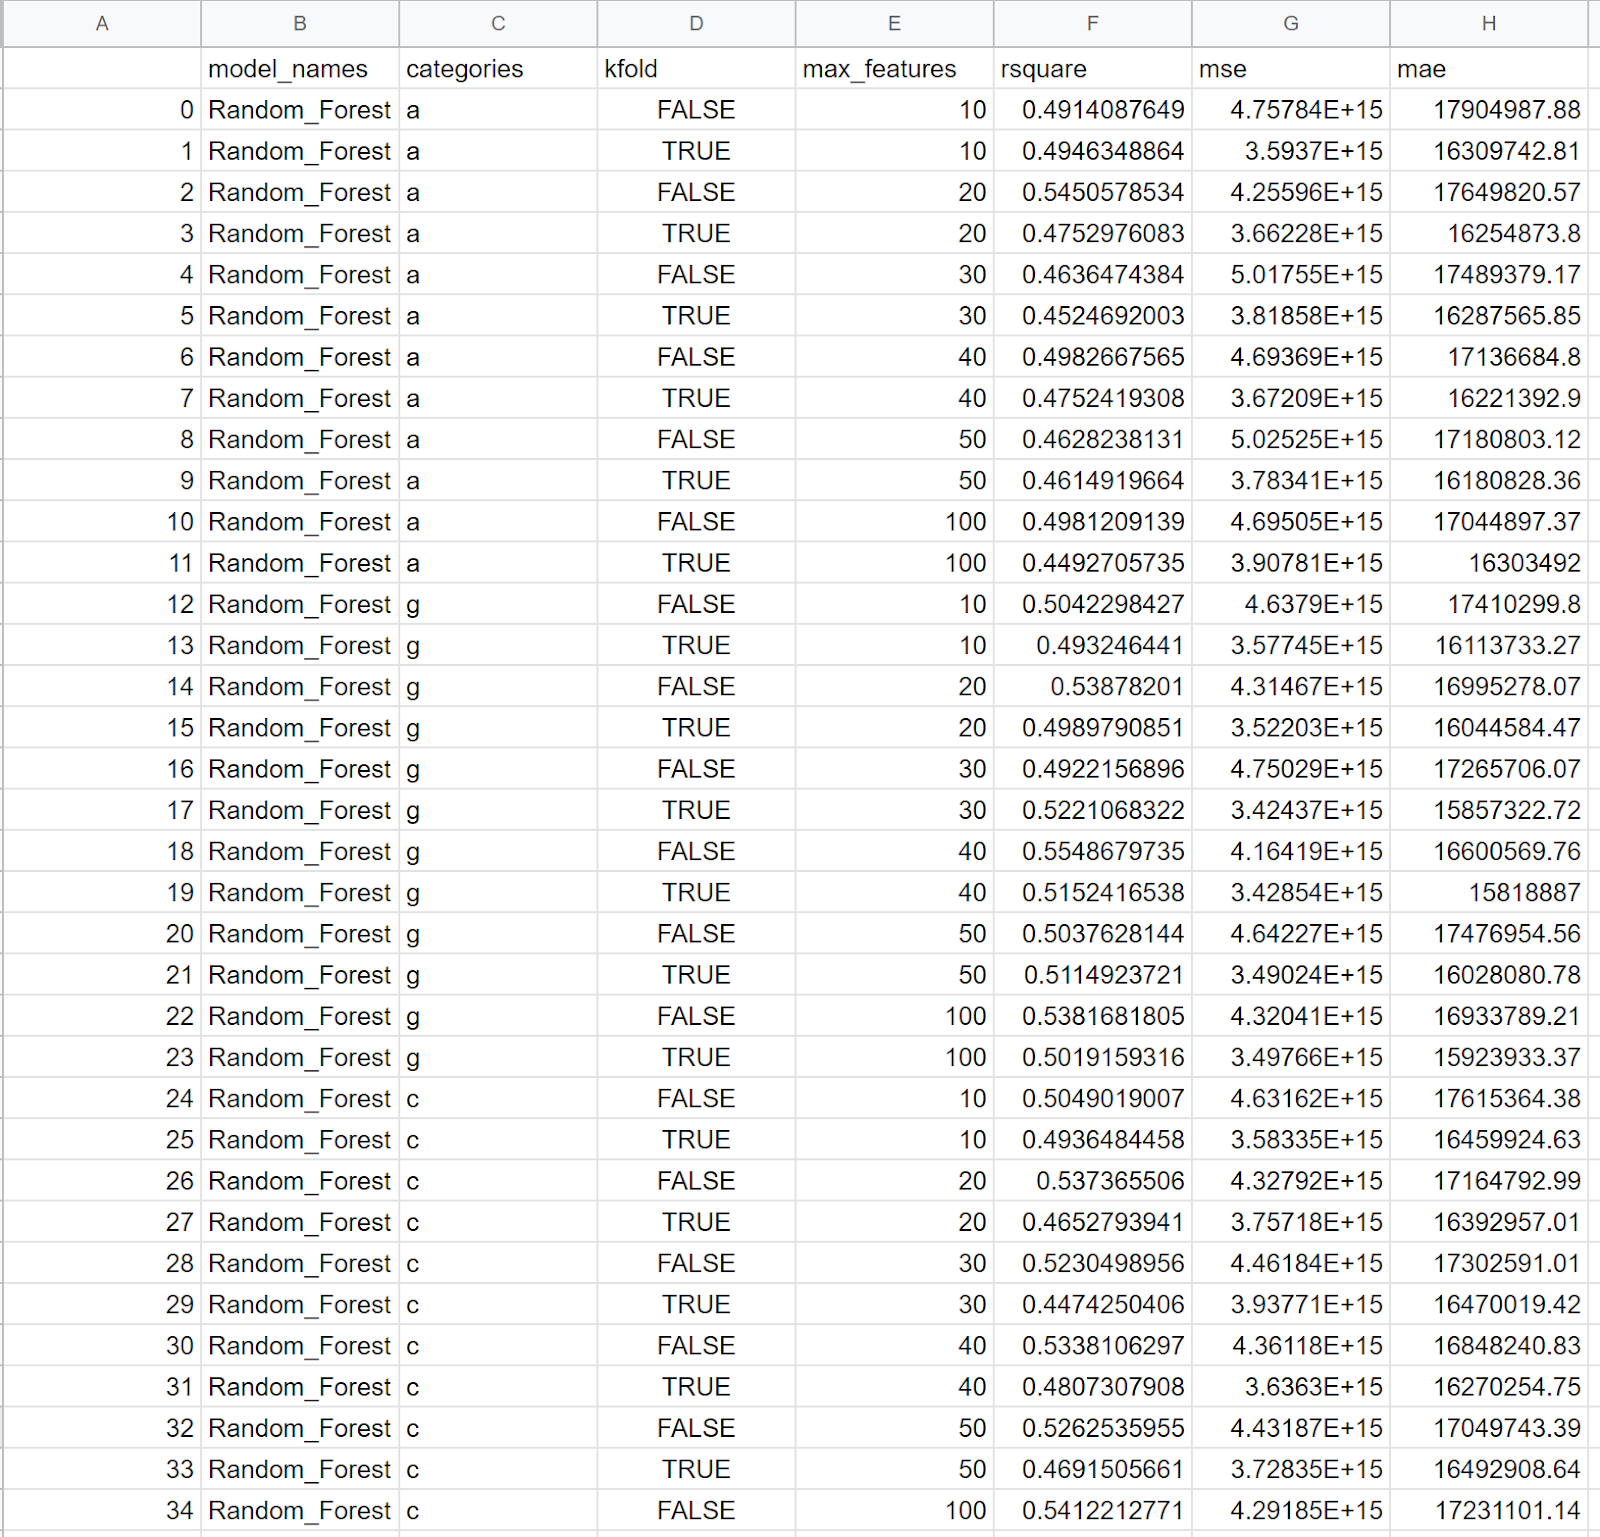 A B C D E F G H
model_names categories kfold max_features rsquare mse mae
0 Random_Forest a FALSE 10 0.4914087649 4.75784E+15 17904987.88
1 Random_Forest a TRUE 10 0.4946348864 3.5937E+15 16309742.81
2 Random_Forest a FALSE 20 0.5450578534 4.25596E+15 17649820.57
3 Random_Forest a TRUE 20 0.4752976083 3.66228E+15 16254873.8
4 Random_Forest a FALSE 30 0.4636474384 5.01755E+15 17489379.17
5 Random_Forest a TRUE 30 0.4524692003 3.81858E+15 16287565.85
6 Random_Forest a FALSE 40 0.4982667565 4.69369E+15 17136684.8
7 Random_Forest a TRUE 40 0.4752419308 3.67209E+15 16221392.9
8 Random_Forest a FALSE 50 0.4628238131 5.02525E+15 17180803.12
9 Random_Forest a TRUE 50 0.4614919664 3.78341E+15 16180828.36
10 Random_Forest a FALSE 100 0.4981209139 4.69505E+15 17044897.37
11 Random_Forest a TRUE 100 0.4492705735 3.90781E+15 16303492
12 Random_Forest g FALSE 10 0.5042298427 4.6379E+15 17410299.8
13 Random_Forest g TRUE 10 0.493246441 3.57745E+15 16113733.27
14 Random_Forest g FALSE 20 0.53878201 4.31467E+15 16995278.07
15 Random_Forest g TRUE 20 0.4989790851 3.52203E+15 16044584.47
16 Random_Forest g FALSE 30 0.4922156896 4.75029E+15 17265706.07
17 Random_Forest g TRUE 30 0.5221068322 3.42437E+15 15857322.72
18 Random_Forest g FALSE 40 0.5548679735 4.16419E+15 16600569.76
19 Random_Forest g TRUE 40 0.5152416538 3.42854E+15 15818887
20 Random_Forest g FALSE 50 0.5037628144 4.64227E+15 17476954.56
21 Random_Forest g TRUE 50 0.5114923721 3.49024E+15 16028080.78
22 Random_Forest g FALSE 100 0.5381681805 4.32041E+15 16933789.21
23 Random_Forest g TRUE 100 0.5019159316 3.49766E+15 15923933.37
24 Random_Forest c FALSE 10 0.5049019007 4.63162E+15 17615364.38
25 Random_Forest c TRUE 10 0.4936484458 3.58335E+15 16459924.63
26 Random_Forest c FALSE 20 0.537365506 4.32792E+15 17164792.99
27 Random_Forest c TRUE 20 0.4652793941 3.75718E+15 16392957.01
28 Random_Forest c FALSE 30 0.5230498956 4.46184E+15 17302591.01
29 Random_Forest c TRUE 30 0.4474250406 3.93771E+15 16470019.42
30 Random_Forest c FALSE 40 0.5338106297 4.36118E+15 16848240.83
31 Random_Forest c TRUE 40 0.4807307908 3.6363E+15 16270254.75
32 Random_Forest c FALSE 50 0.5262535955 4.43187E+15 17049743.39
33 Random_Forest c TRUE 50 0.4691505661 3.72835E+15 16492908.64
34 Random_Forest c FALSE 100 0.5412212771 4.29185E+15 17231101.14